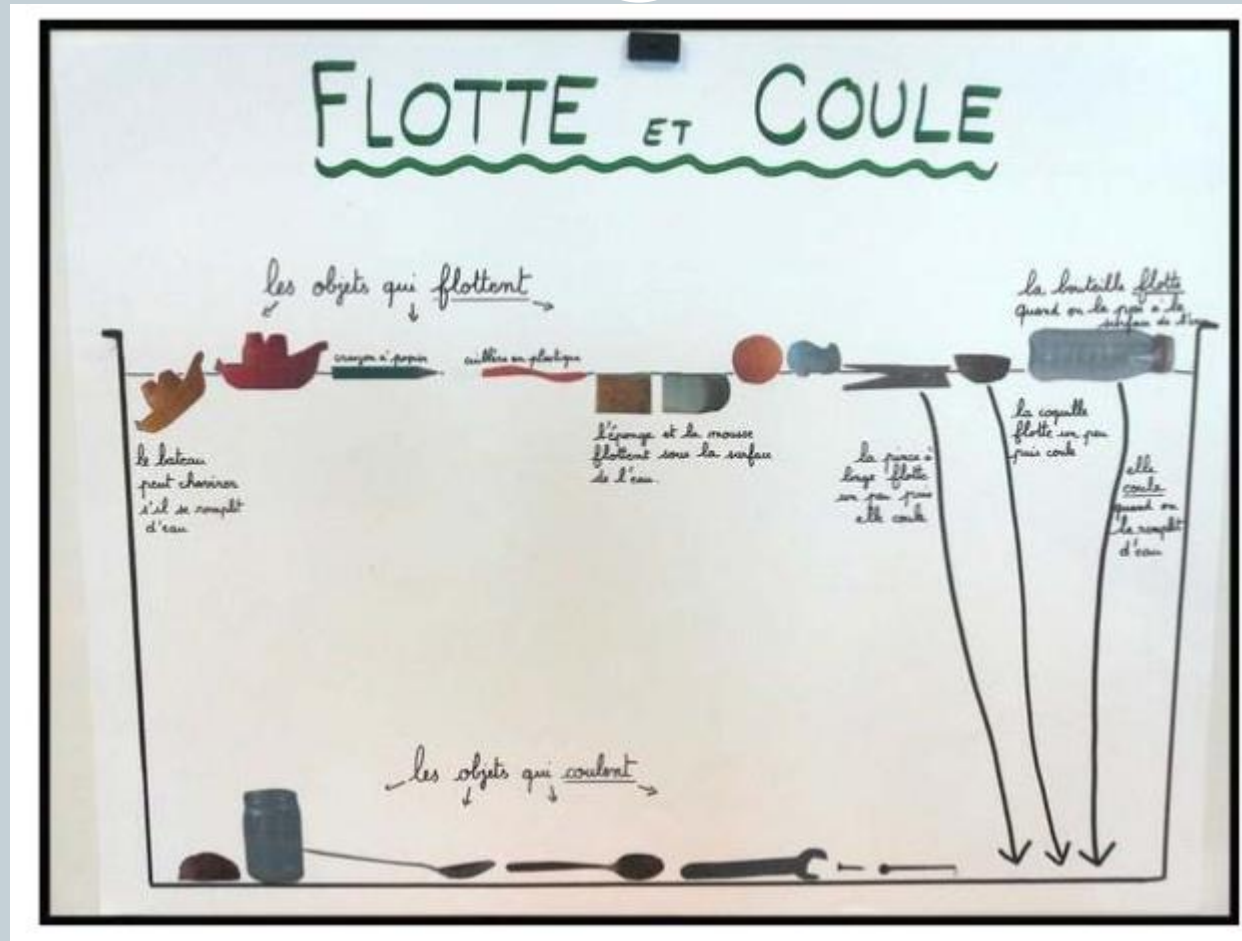 FLOTTE ET COULE
les objets qui flottent
la bouteille flotte
quand on la pose à la
surface de l'eau
crayon à papier
cuillère en plastique
le bateau
peut chavirer
s'il se remplit
d'eau
l'éponge et la mousse
flottent sous la surface
de l'eau.
la pince à
linge flotte
un peu puis
elle coule
la coquille
flotte un peu
puis coule
elle
coule
quand on
la remplit
d'eau
les objets qui coulent